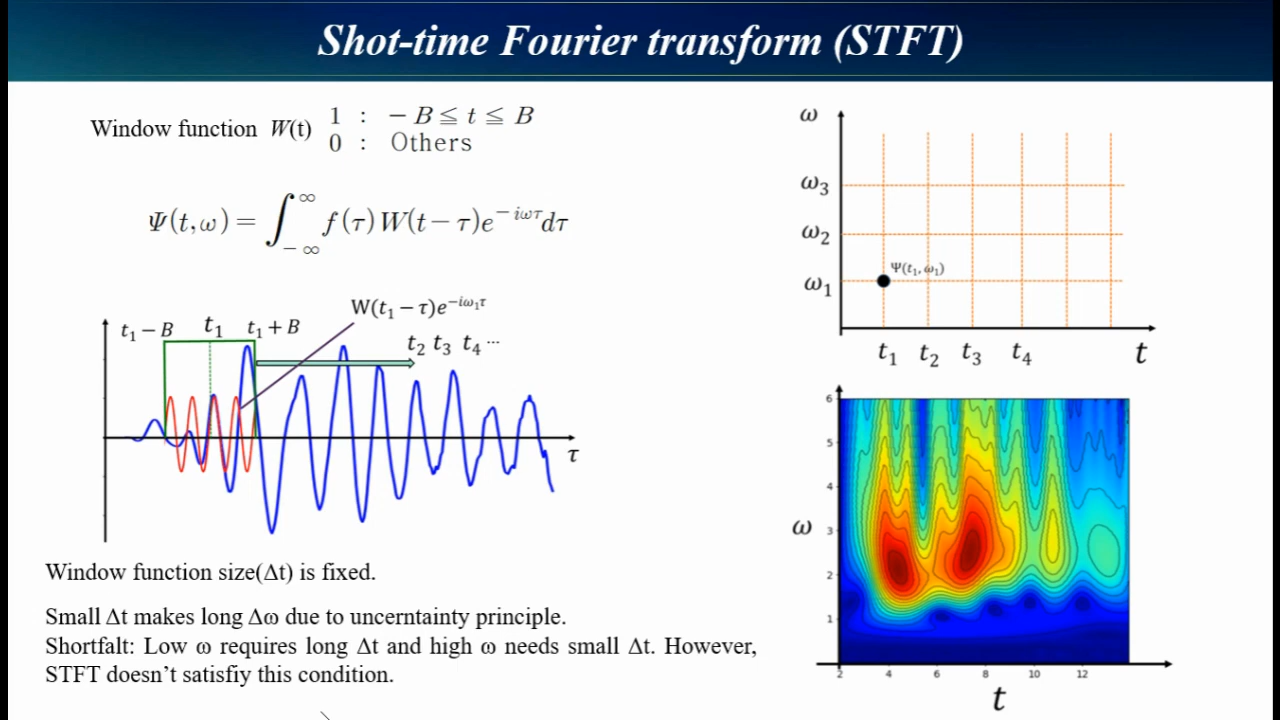 Shot-time Fourier transform (STFT)
Window function W(t) 1 : − B ≦ t ≦ B
0 : Others
Ψ(t,ω) = ∫_{−∞}^{∞} f(τ) W(t − τ)e^{− iωτ}dτ
W(t₁ − τ)e^{−iω₁τ}
t₁ − B t₁ t₁ + B
t₂ t₃ t₄ ···
τ
Window function size(Δt) is fixed.
Small Δt makes long Δω due to uncerntainty principle.
Shortfalt: Low ω requires long Δt and high ω needs small Δt. However,
STFT doesn’t satisfiy this condition.
ω
ω₃
ω₂
ω₁
Ψ(t₁, ω₁)
t₁ t₂ t₃ t₄ t
6
5
4
ω 3
2
1
2 4 6 8 10 12
t